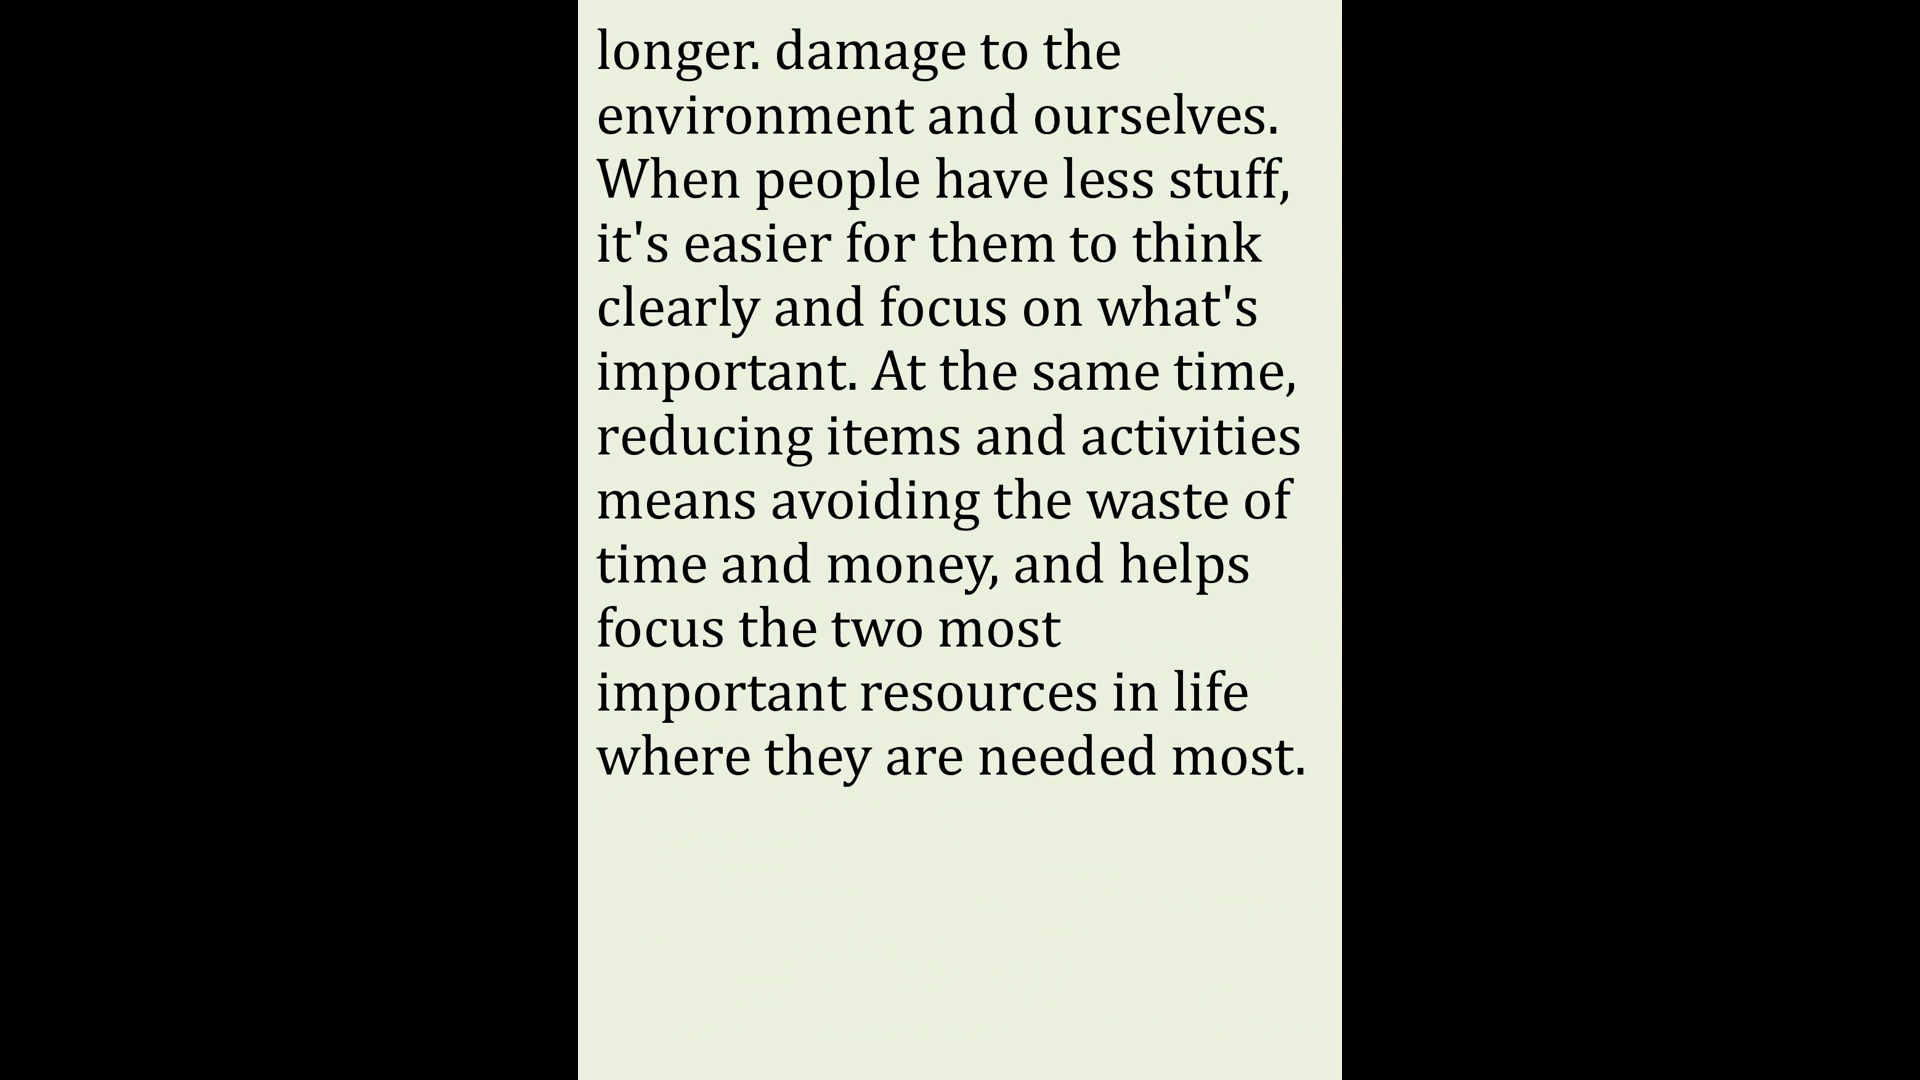 longer. damage to the
environment and ourselves.
When people have less stuff,
it's easier for them to think
clearly and focus on what's
important. At the same time,
reducing items and activities
means avoiding the waste of
time and money, and helps
focus the two most
important resources in life
where they are needed most.